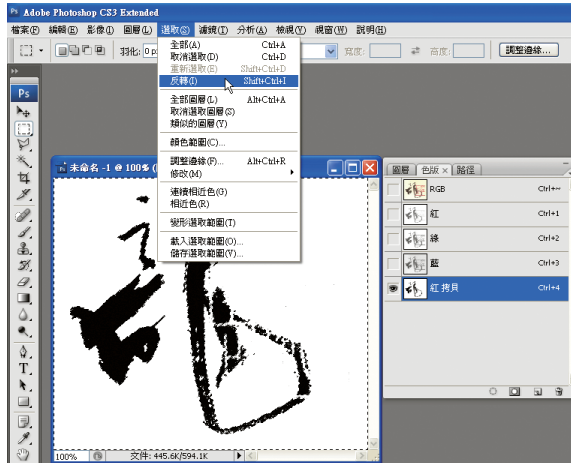 Adobe Photoshop CS3 Extended
檔案(F) 編輯(E) 影像(I) 圖層(L) 選取(S) 濾鏡(T) 分析(A) 檢視(V) 視窗(W) 說明(H)
羽化: 0 p 寬度: 高度: 調整邊緣...
全部(A) Ctrl+A
取消選取(D) Ctrl+D
重新選取(E) Shift+Ctrl+D
反轉(I) Shift+Ctrl+I
全部圖層(L) Alt+Ctrl+A
取消選取圖層(S)
類似的圖層(Y)
顏色範圍(C)...
調整邊緣(F)... Alt+Ctrl+R
修改(M)
連續相近色(G)
相近色(R)
變形選取範圍(T)
載入選取範圍(O)...
儲存選取範圍(V)...
Ps
未命名 -1 @ 100% (
圖層 色版 × 路徑
RGB Ctrl+~
紅 Ctrl+1
綠 Ctrl+2
藍 Ctrl+3
紅 拷貝 Ctrl+4
100% 文件: 445.6K/594.1K